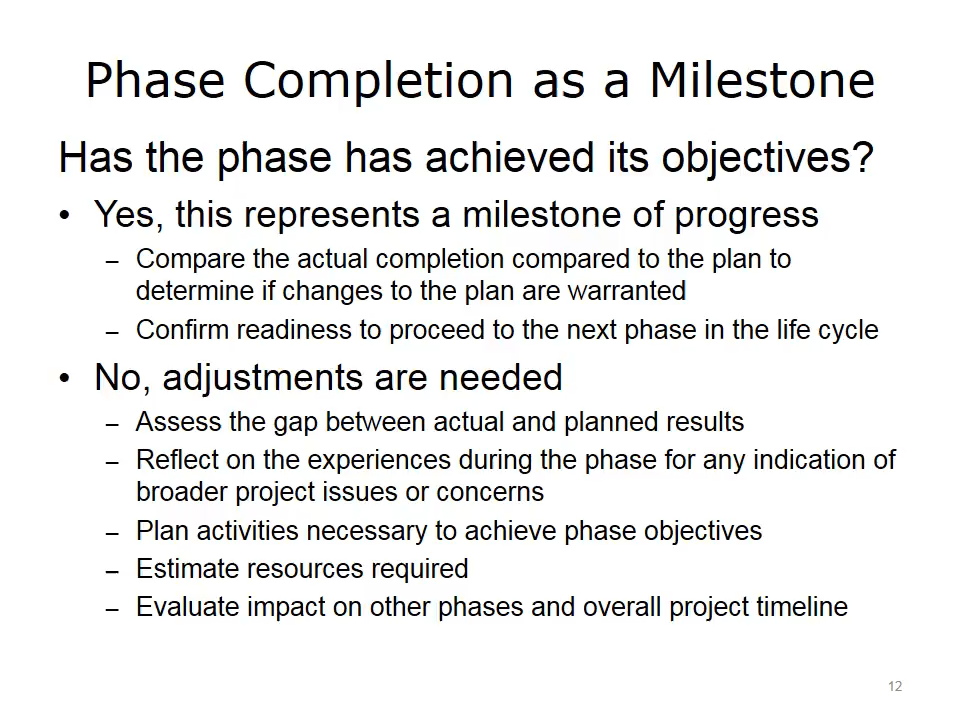 Phase Completion as a Milestone
Has the phase has achieved its objectives?
• Yes, this represents a milestone of progress
– Compare the actual completion compared to the plan to
determine if changes to the plan are warranted
– Confirm readiness to proceed to the next phase in the life cycle
• No, adjustments are needed
– Assess the gap between actual and planned results
– Reflect on the experiences during the phase for any indication of
broader project issues or concerns
– Plan activities necessary to achieve phase objectives
– Estimate resources required
– Evaluate impact on other phases and overall project timeline
12